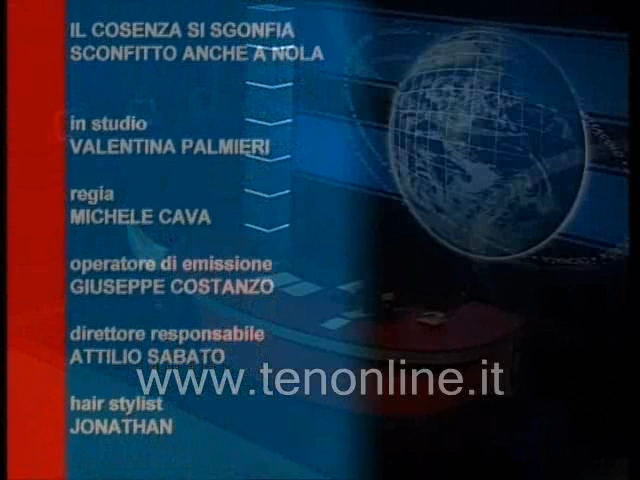 IL COSENZA SI SGONFIA
SCONFITTO ANCHE A NOLA
in studio
VALENTINA PALMIERI
regia
MICHELE CAVA
operatore di emissione
GIUSEPPE COSTANZO
direttore responsabile
ATTILIO SABATO
www.tenonline.it
hair stylist
JONATHAN